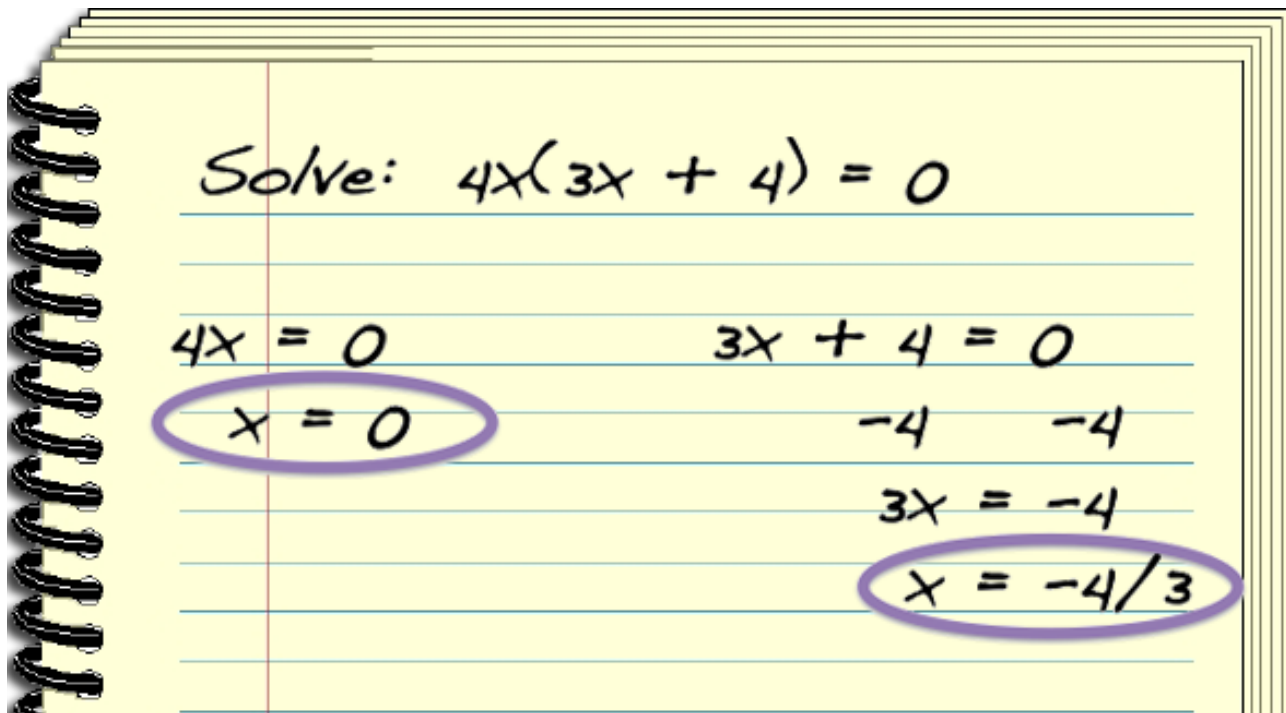 Solve: 4x(3x + 4) = 0
4x = 0
x = 0
3x + 4 = 0
-4 -4
3x = -4
x = -4/3